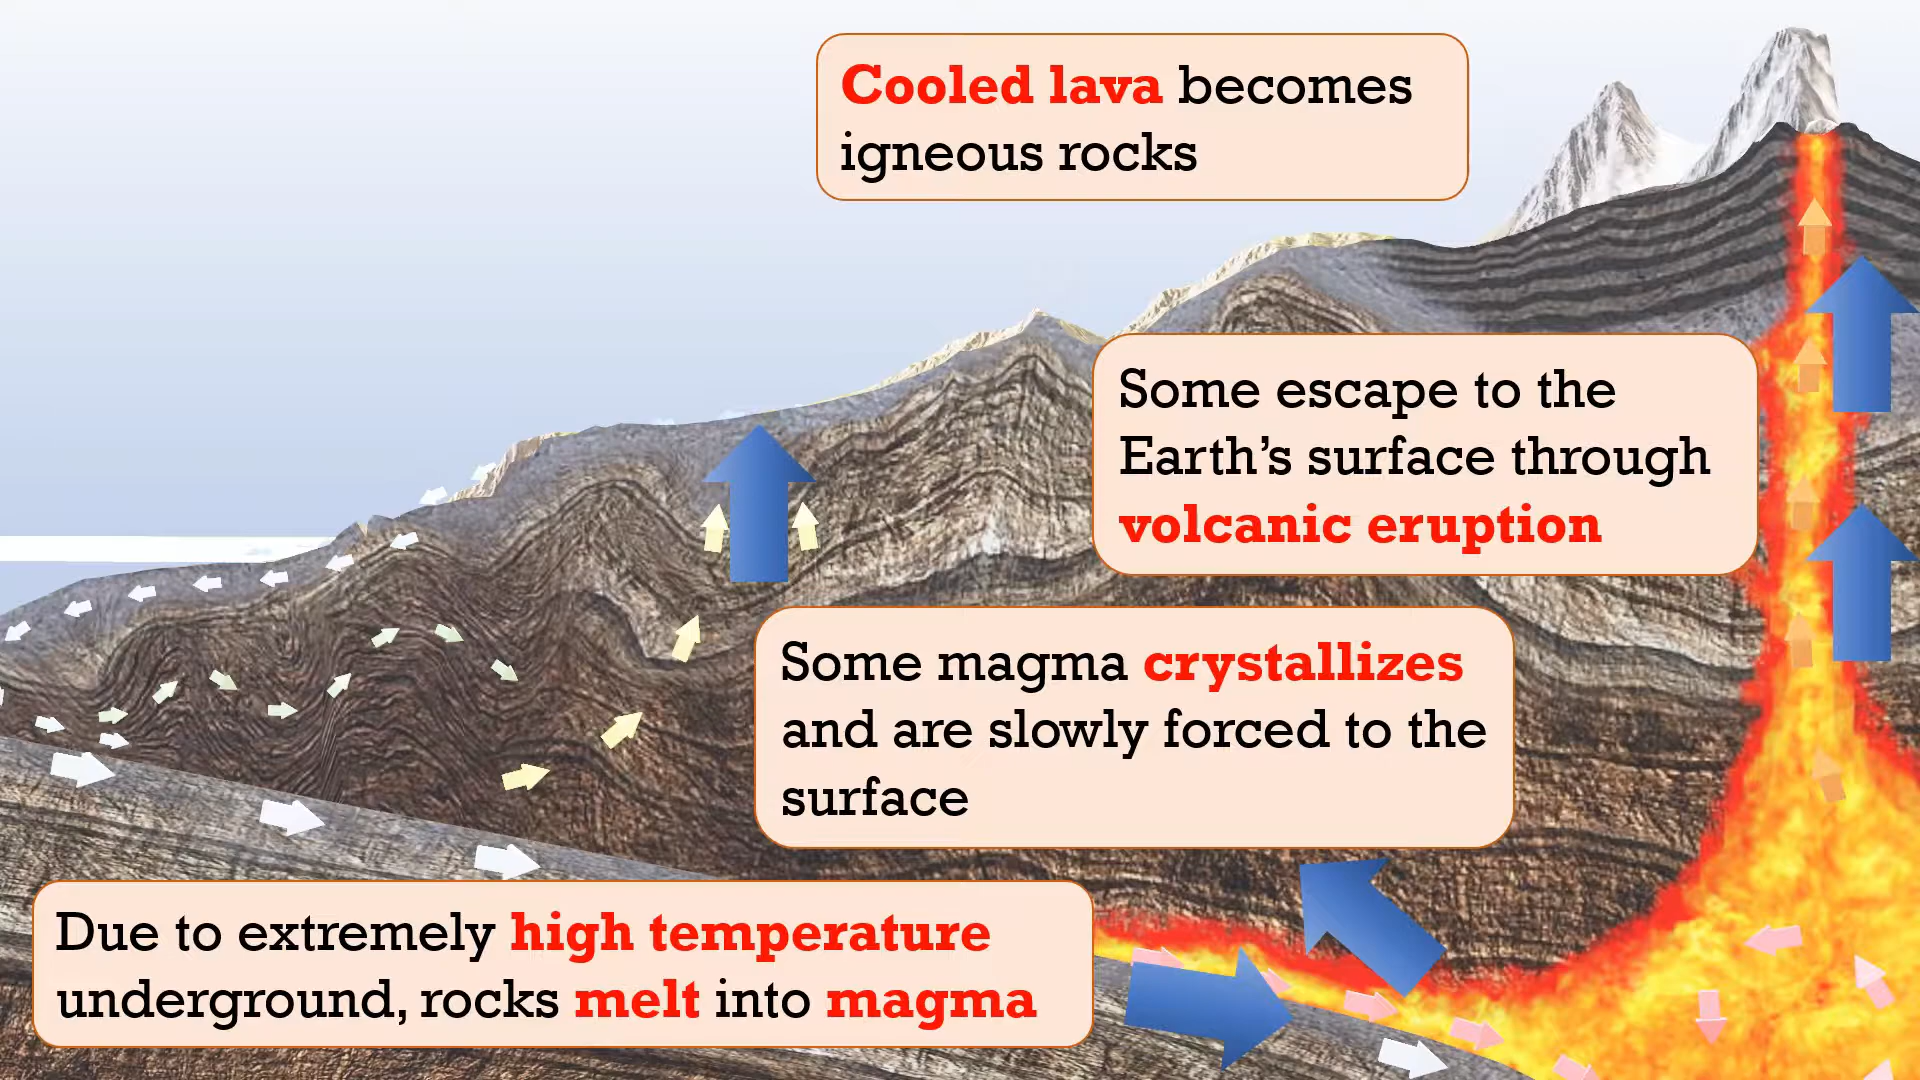 Cooled lava becomes
igneous rocks
Some escape to the
Earth’s surface through
volcanic eruption
Some magma crystallizes
and are slowly forced to the
surface
Due to extremely high temperature
underground, rocks melt into magma